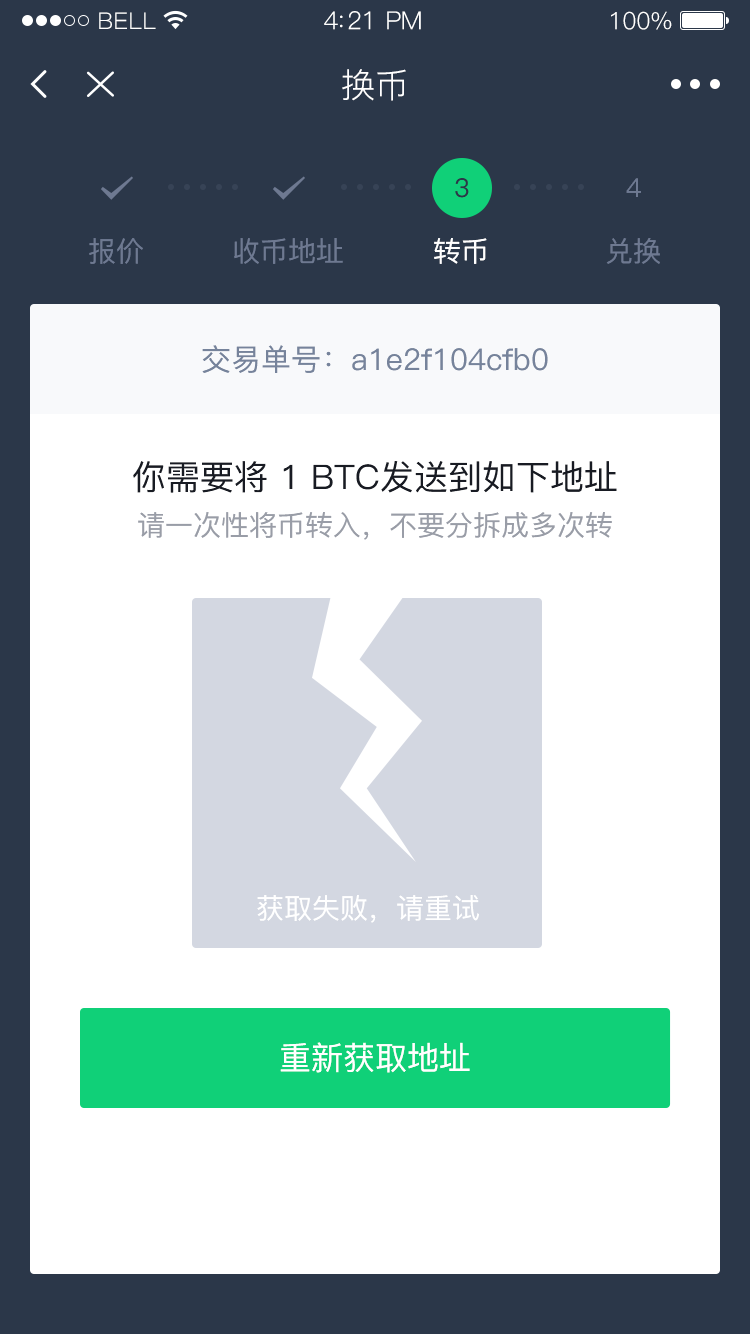 BELL 4:21 PM 100%
换币
3 4
报价 收币地址 转币 兑换
交易单号：a1e2f104cfb0
你需要将 1 BTC发送到如下地址
请一次性将币转入，不要分拆成多次转
获取失败，请重试
重新获取地址